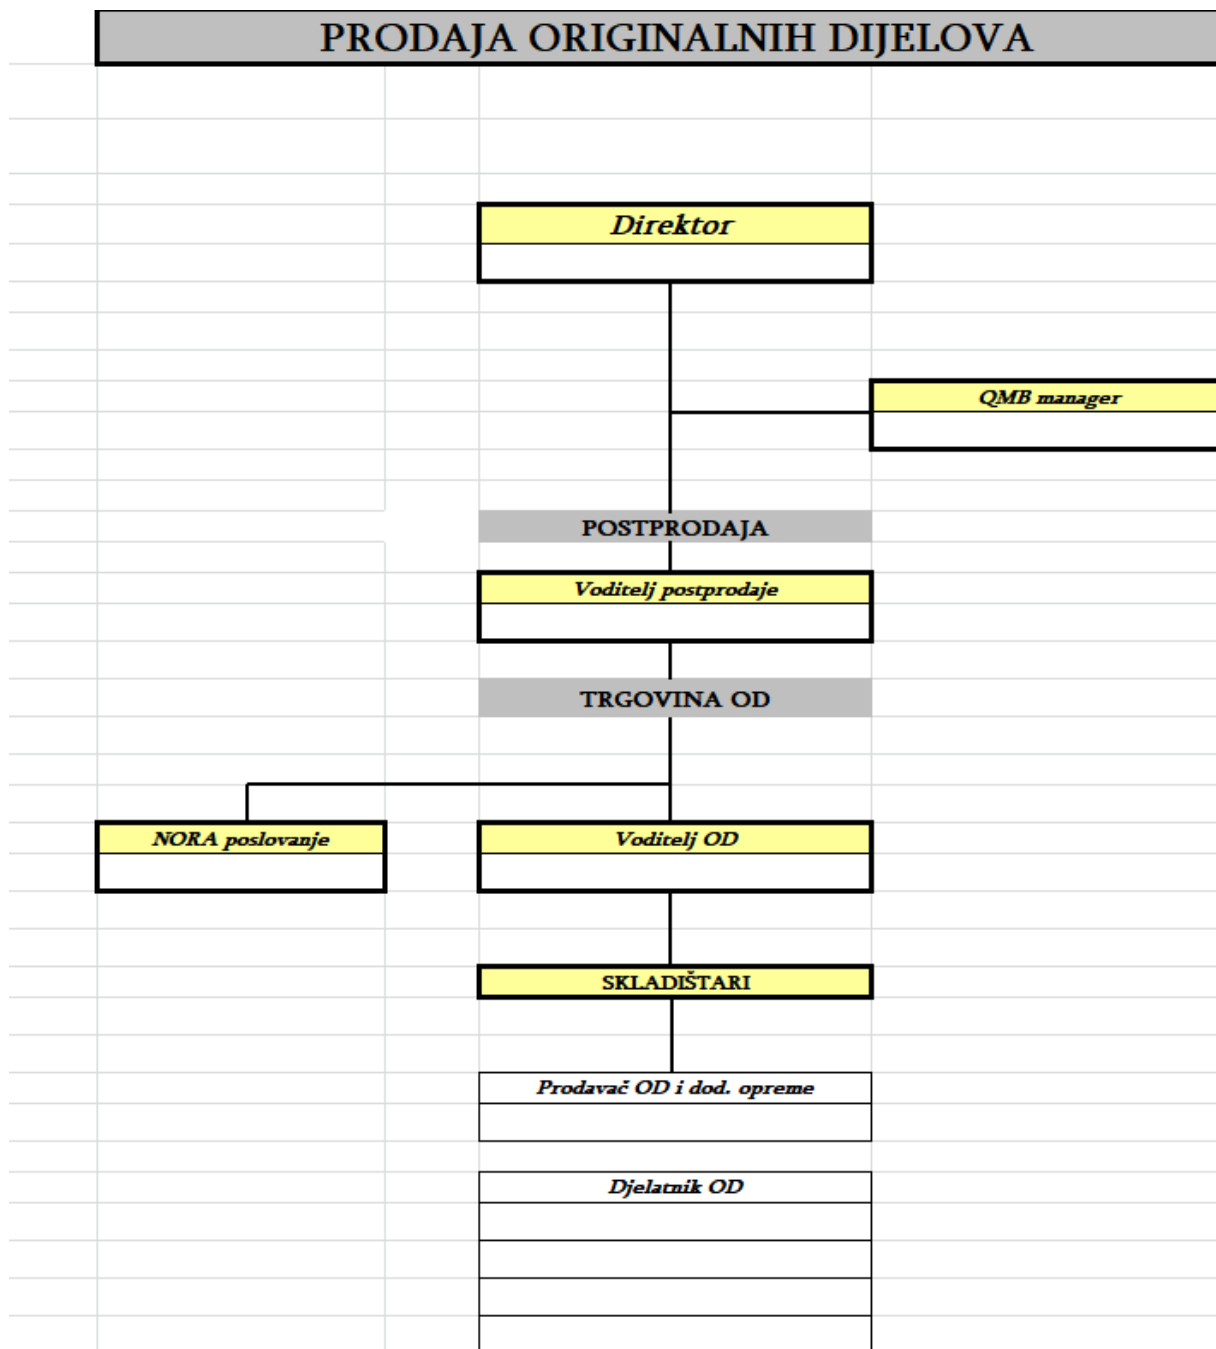 PRODAJA ORIGINALNIH DIJELOVA
Direktor
QMB manager
POSTPRODAJA
Voditelj postprodaje
TRGOVINA OD
NORA poslovanje
Voditelj OD
SKLADIŠTARI
Prodavač OD i dod. opreme
Djelatnik OD